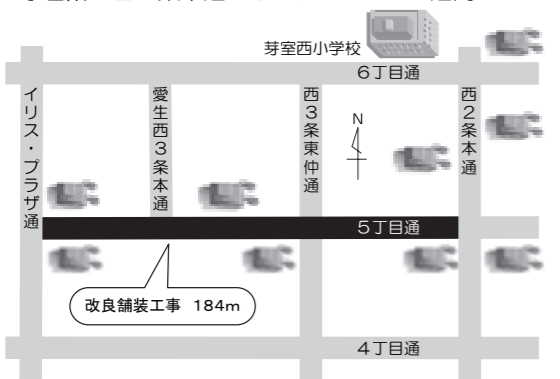 芽室西小学校
6丁目通
イリス・プラザ通
愛生西3条本通
西3条東仲通
N
西2条本通
5丁目通
改良舗装工事 184m
4丁目通